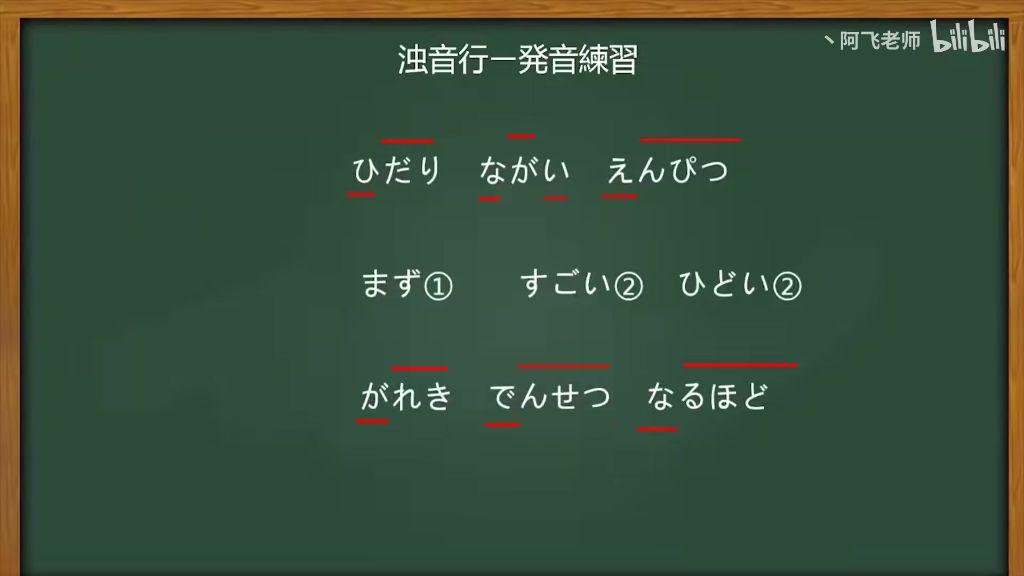 丶阿飞老师 bilibili
浊音行－発音練習
ひだり ながい えんぴつ
まず① すごい② ひどい②
がれき でんせつ なるほど